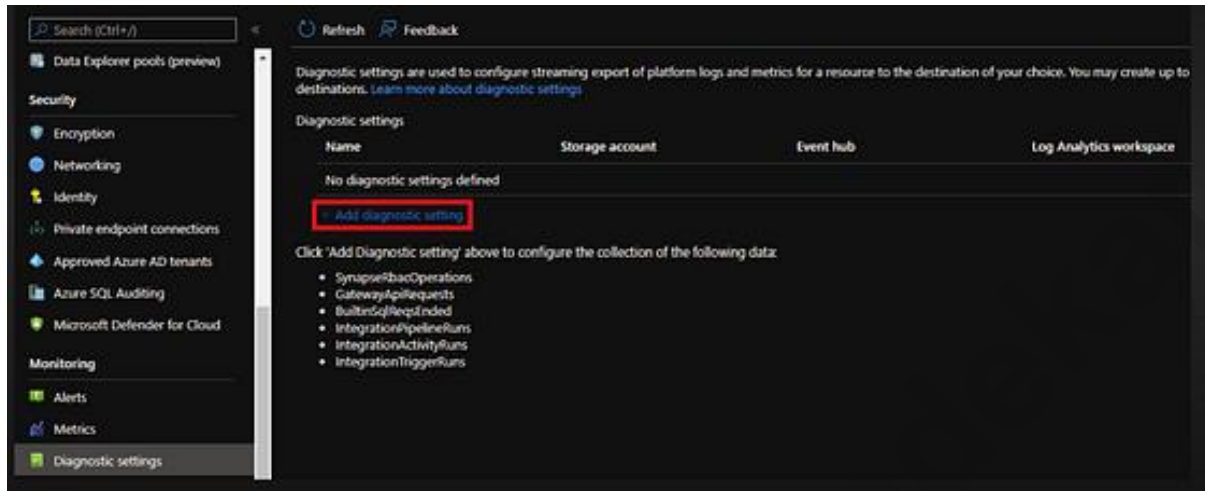 Search (Ctrl+/)
«
Refresh
Feedback
Data Explorer pools (preview)
Security
Encryption
Networking
Identity
Private endpoint connections
Approved Azure AD tenants
Azure SQL Auditing
Microsoft Defender for Cloud
Monitoring
Alerts
Metrics
Diagnostic settings
Diagnostic settings are used to configure streaming export of platform logs and metrics for a resource to the destination of your choice. You may create up to
destinations. Learn more about diagnostic settings
Diagnostic settings
Name Storage account Event hub Log Analytics workspace
No diagnostic settings defined
+ Add diagnostic setting
Click 'Add Diagnostic setting' above to configure the collection of the following data:
• SynapseRbacOperations
• GatewayApiRequests
• BuiltinSqlReqsEnded
• IntegrationPipelineRuns
• IntegrationActivityRuns
• IntegrationTriggerRuns